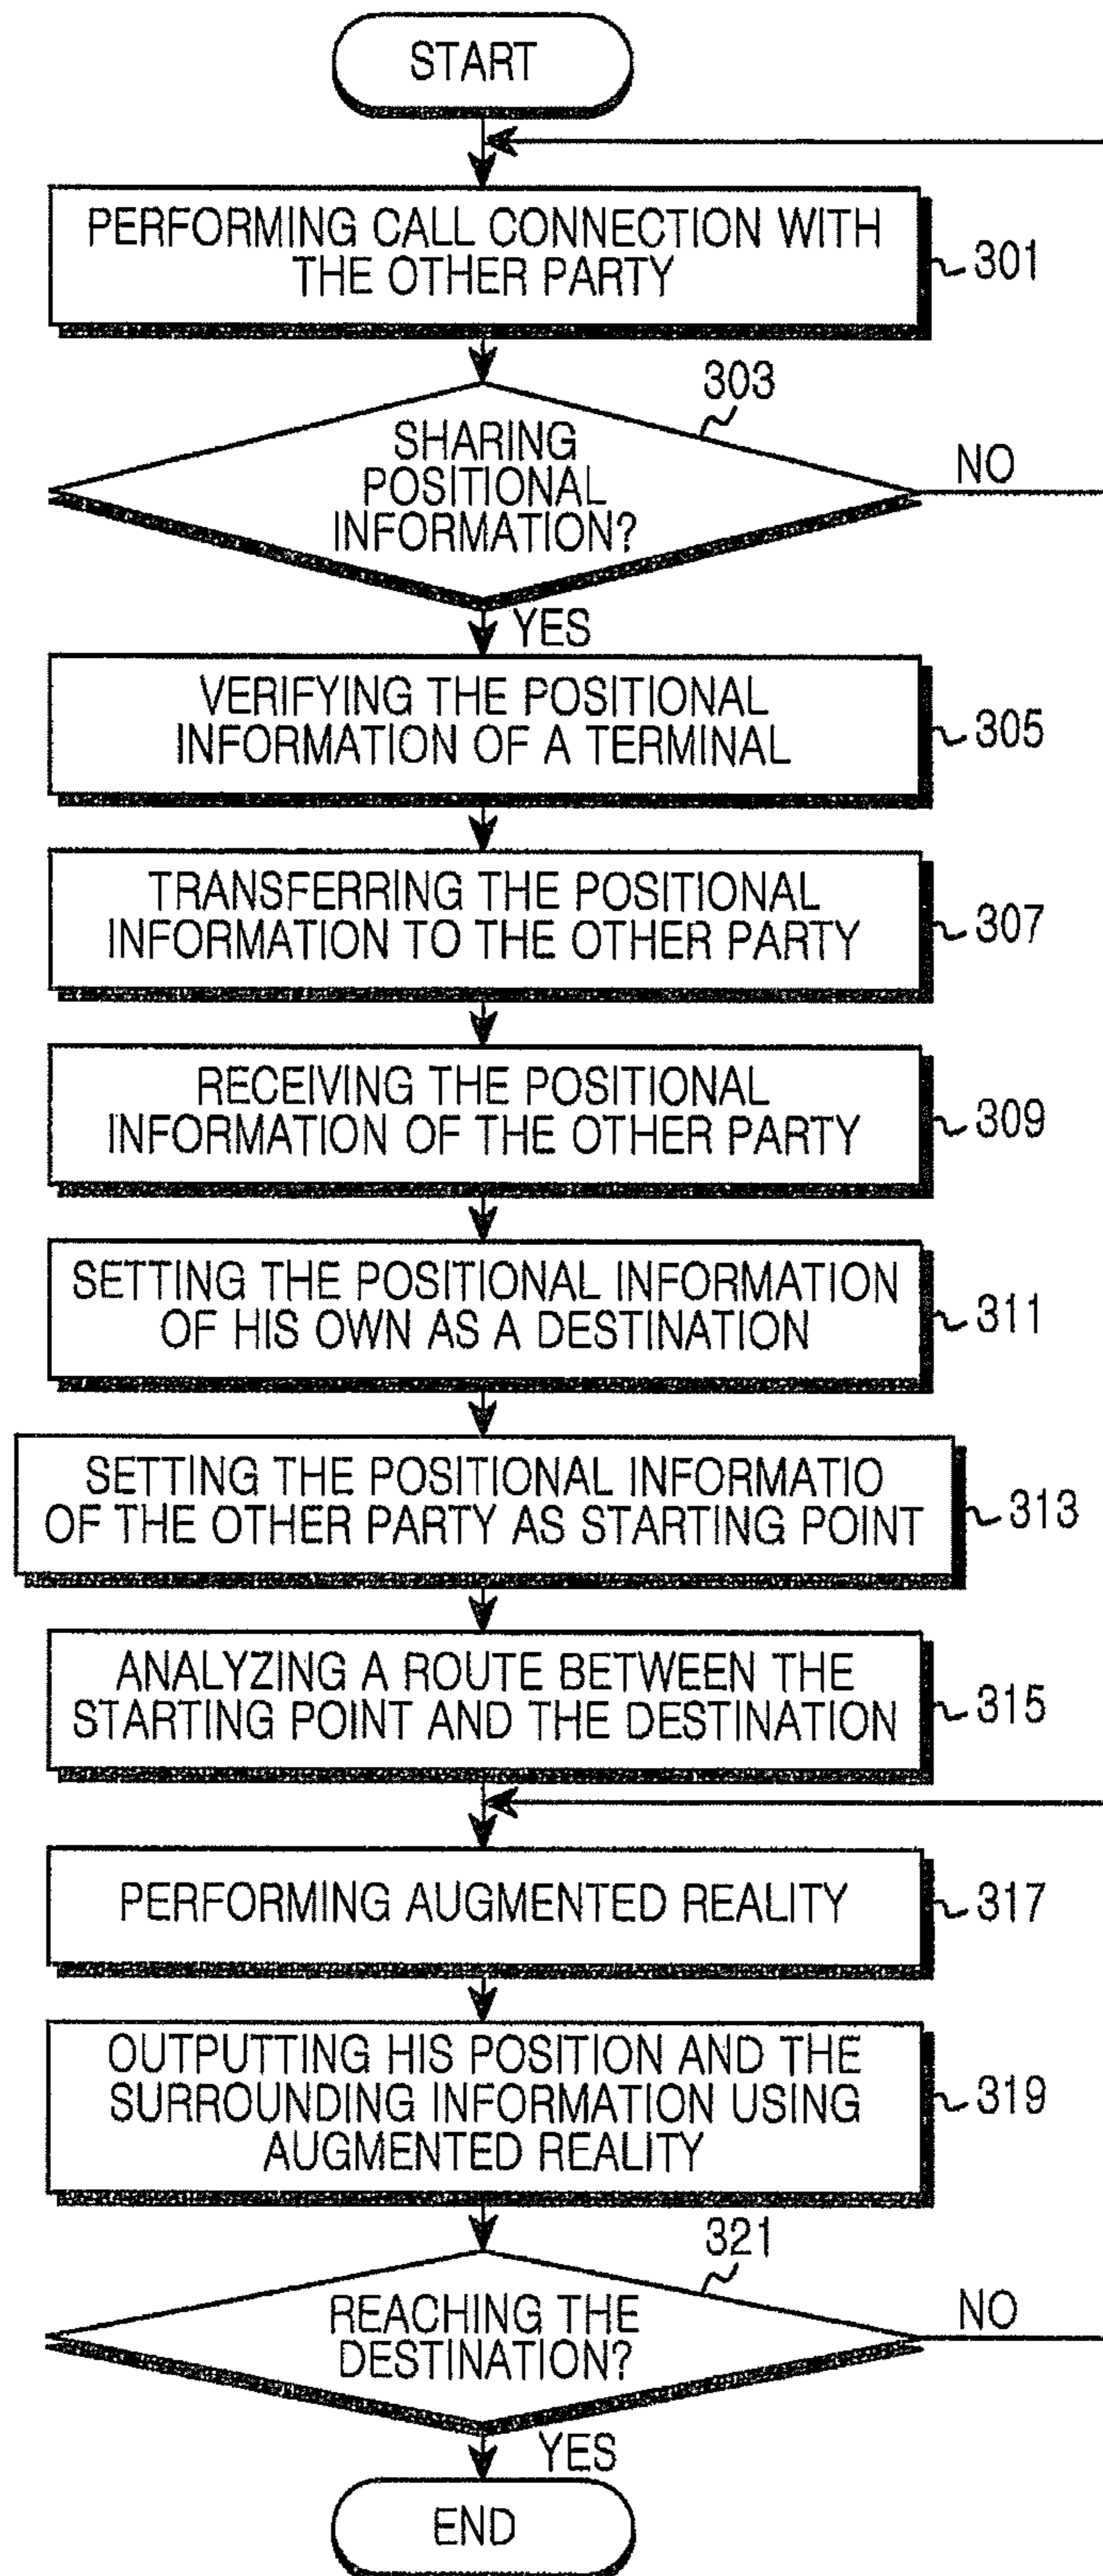 START
PERFORMING CALL CONNECTION WITH
THE OTHER PARTY
301
303
SHARING
POSITIONAL
INFORMATION?
NO
YES
VERIFYING THE POSITIONAL
INFORMATION OF A TERMINAL
305
TRANSFERRING THE POSITIONAL
INFORMATION TO THE OTHER PARTY
307
RECEIVING THE POSITIONAL
INFORMATION OF THE OTHER PARTY
309
SETTING THE POSITIONAL INFORMATION
OF HIS OWN AS A DESTINATION
311
SETTING THE POSITIONAL INFORMATIO
OF THE OTHER PARTY AS STARTING POINT
313
ANALYZING A ROUTE BETWEEN THE
STARTING POINT AND THE DESTINATION
315
PERFORMING AUGMENTED REALITY
317
OUTPUTTING HIS POSITION AND THE
SURROUNDING INFORMATION USING
AUGMENTED REALITY
319
321
REACHING THE
DESTINATION?
NO
YES
END